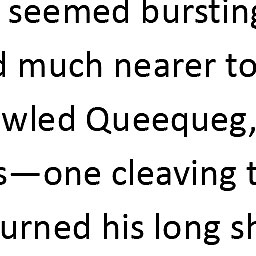 seemed bursting
d much nearer to
wled Queequeg,
s—one cleaving t
urned his long sh